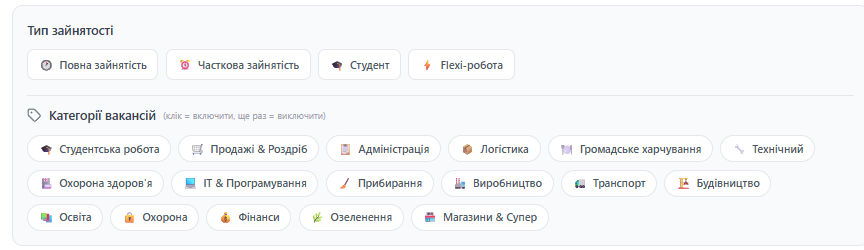 Тип зайнятості
Повна зайнятість Часткова зайнятість Студент Flexi-робота
Категорії вакансій (клік = включити, ще раз = виключити)
Студентська робота Продажі & Роздріб Адміністрація Логістика Громадське харчування Технічний
Охорона здоров'я ІТ & Програмування Прибирання Виробництво Транспорт Будівництво
Освіта Охорона Фінанси Озеленення Магазини & Супер